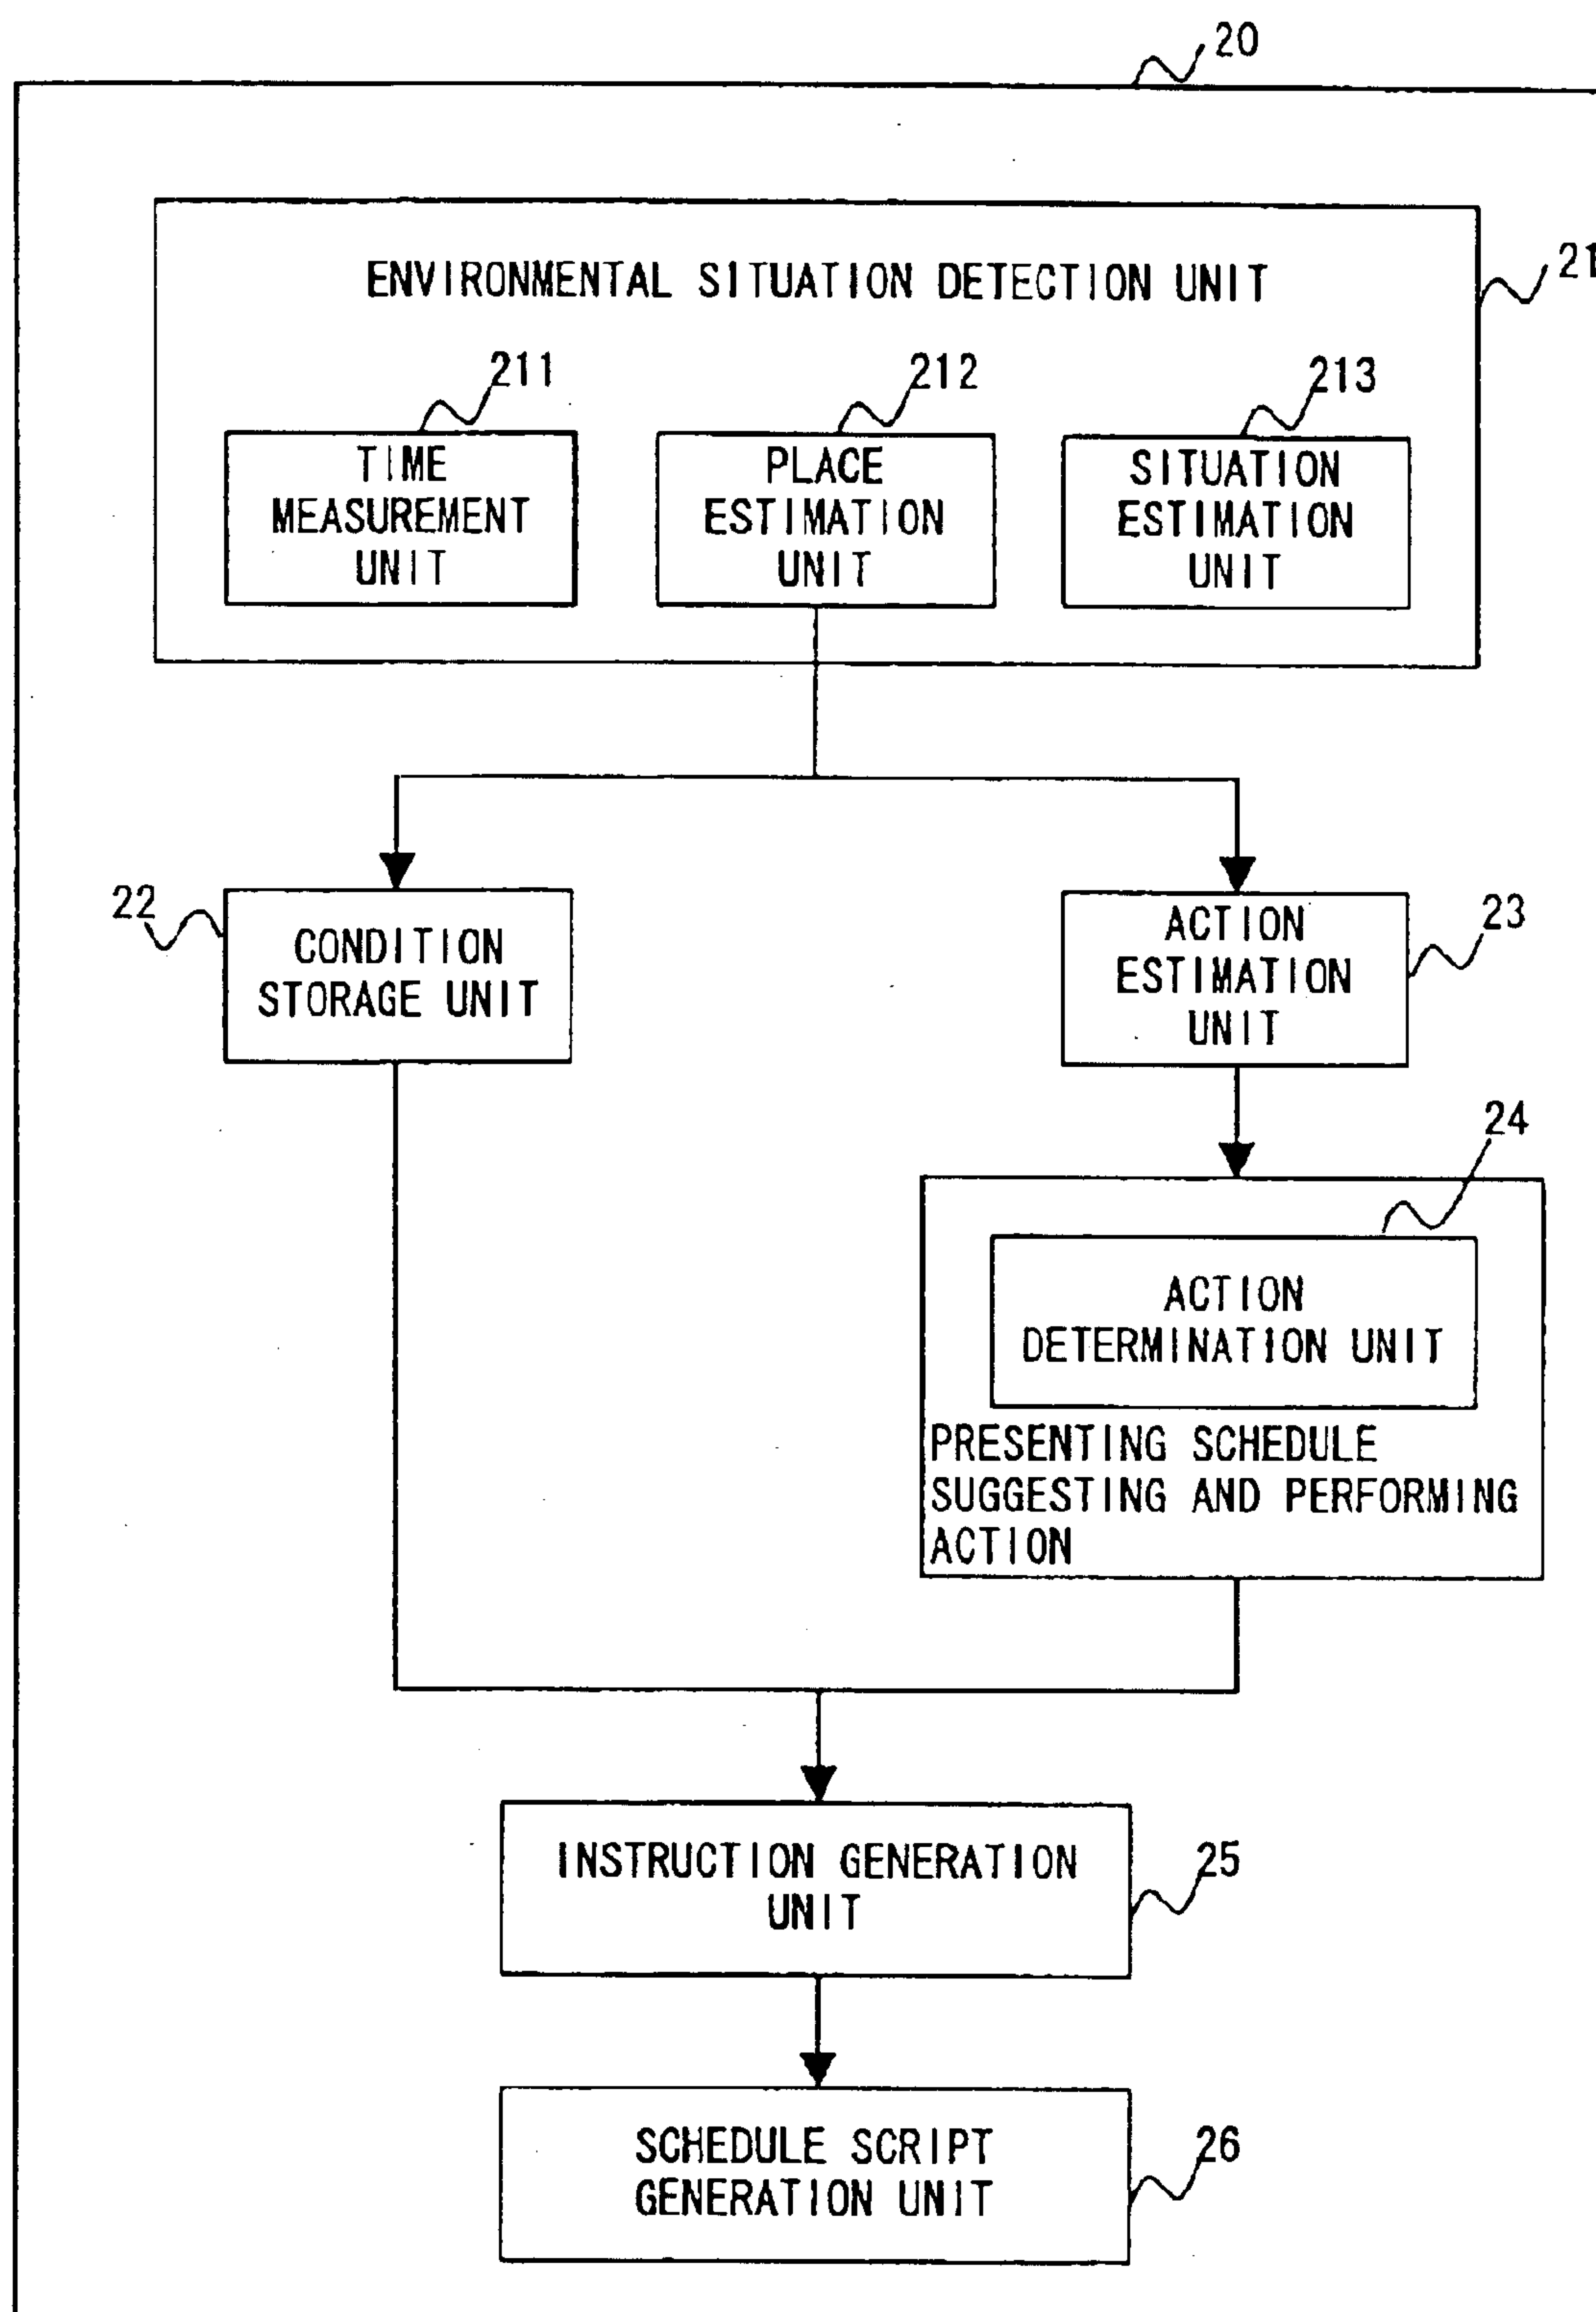 20
ENVIRONMENTAL SITUATION DETECTION UNIT
21
211
212
213
TIME
MEASUREMENT
UNIT
PLACE
ESTIMATION
UNIT
SITUATION
ESTIMATION
UNIT
22
CONDITION
STORAGE UNIT
ACTION
ESTIMATION
UNIT
23
24
ACTION
DETERMINATION UNIT
PRESENTING SCHEDULE
SUGGESTING AND PERFORMING
ACTION
INSTRUCTION GENERATION
UNIT
25
SCHEDULE SCRIPT
GENERATION UNIT
26